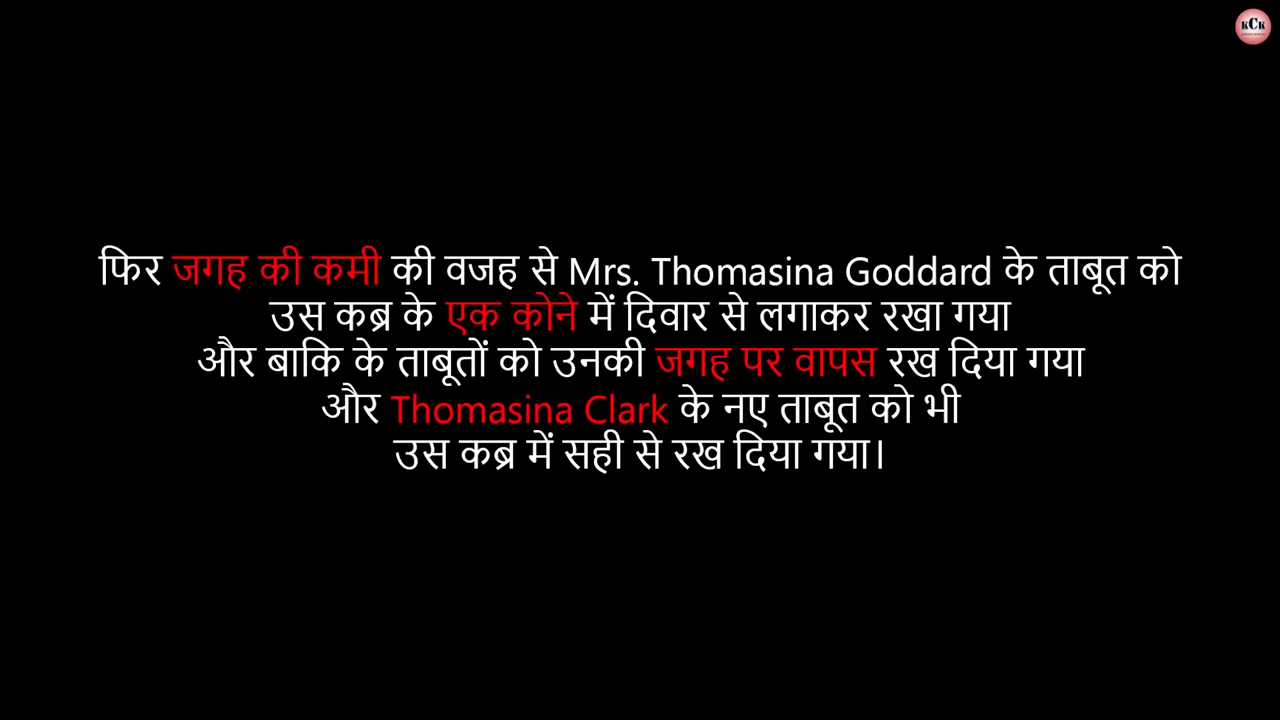 KCK
फिर जगह की कमी की वजह से Mrs. Thomasina Goddard के ताबूत को
उस कब्र के एक कोने में दिवार से लगाकर रखा गया
और बाकि के ताबूतों को उनकी जगह पर वापस रख दिया गया
और Thomasina Clark के नए ताबूत को भी
उस कब्र में सही से रख दिया गया।